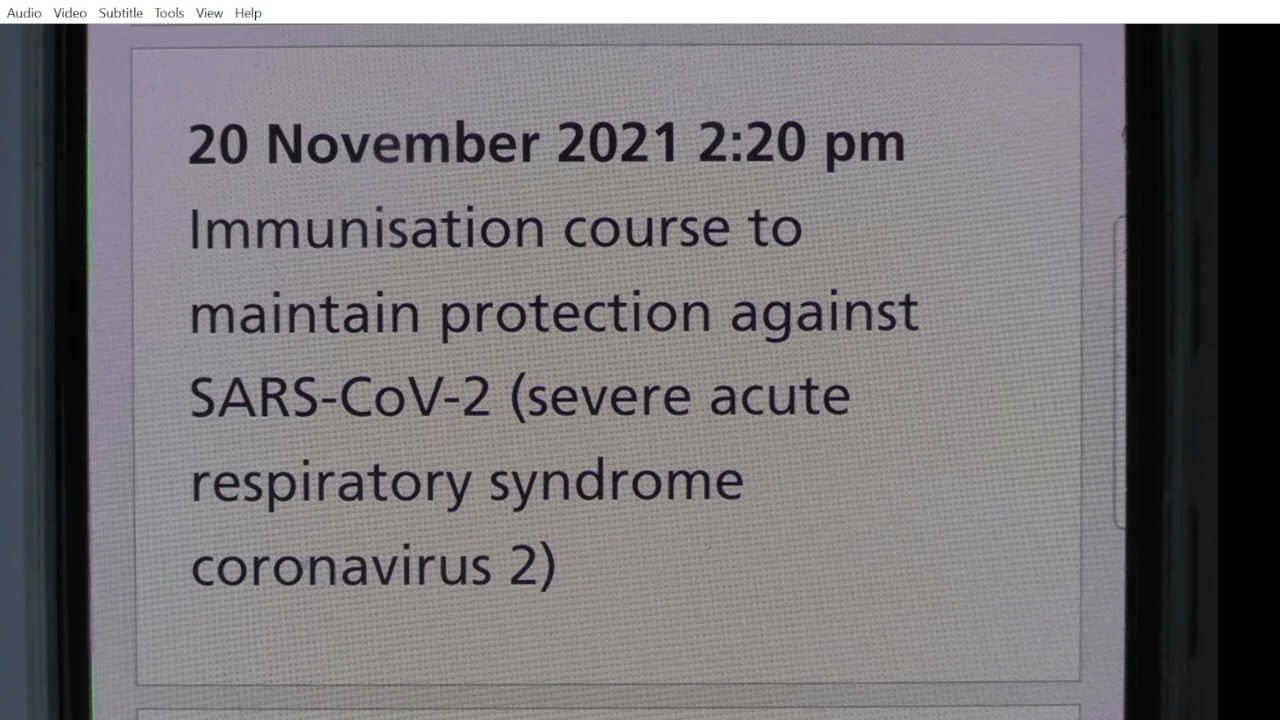 Audio Video Subtitle Tools View Help
20 November 2021 2:20 pm
Immunisation course to
maintain protection against
SARS-CoV-2 (severe acute
respiratory syndrome
coronavirus 2)